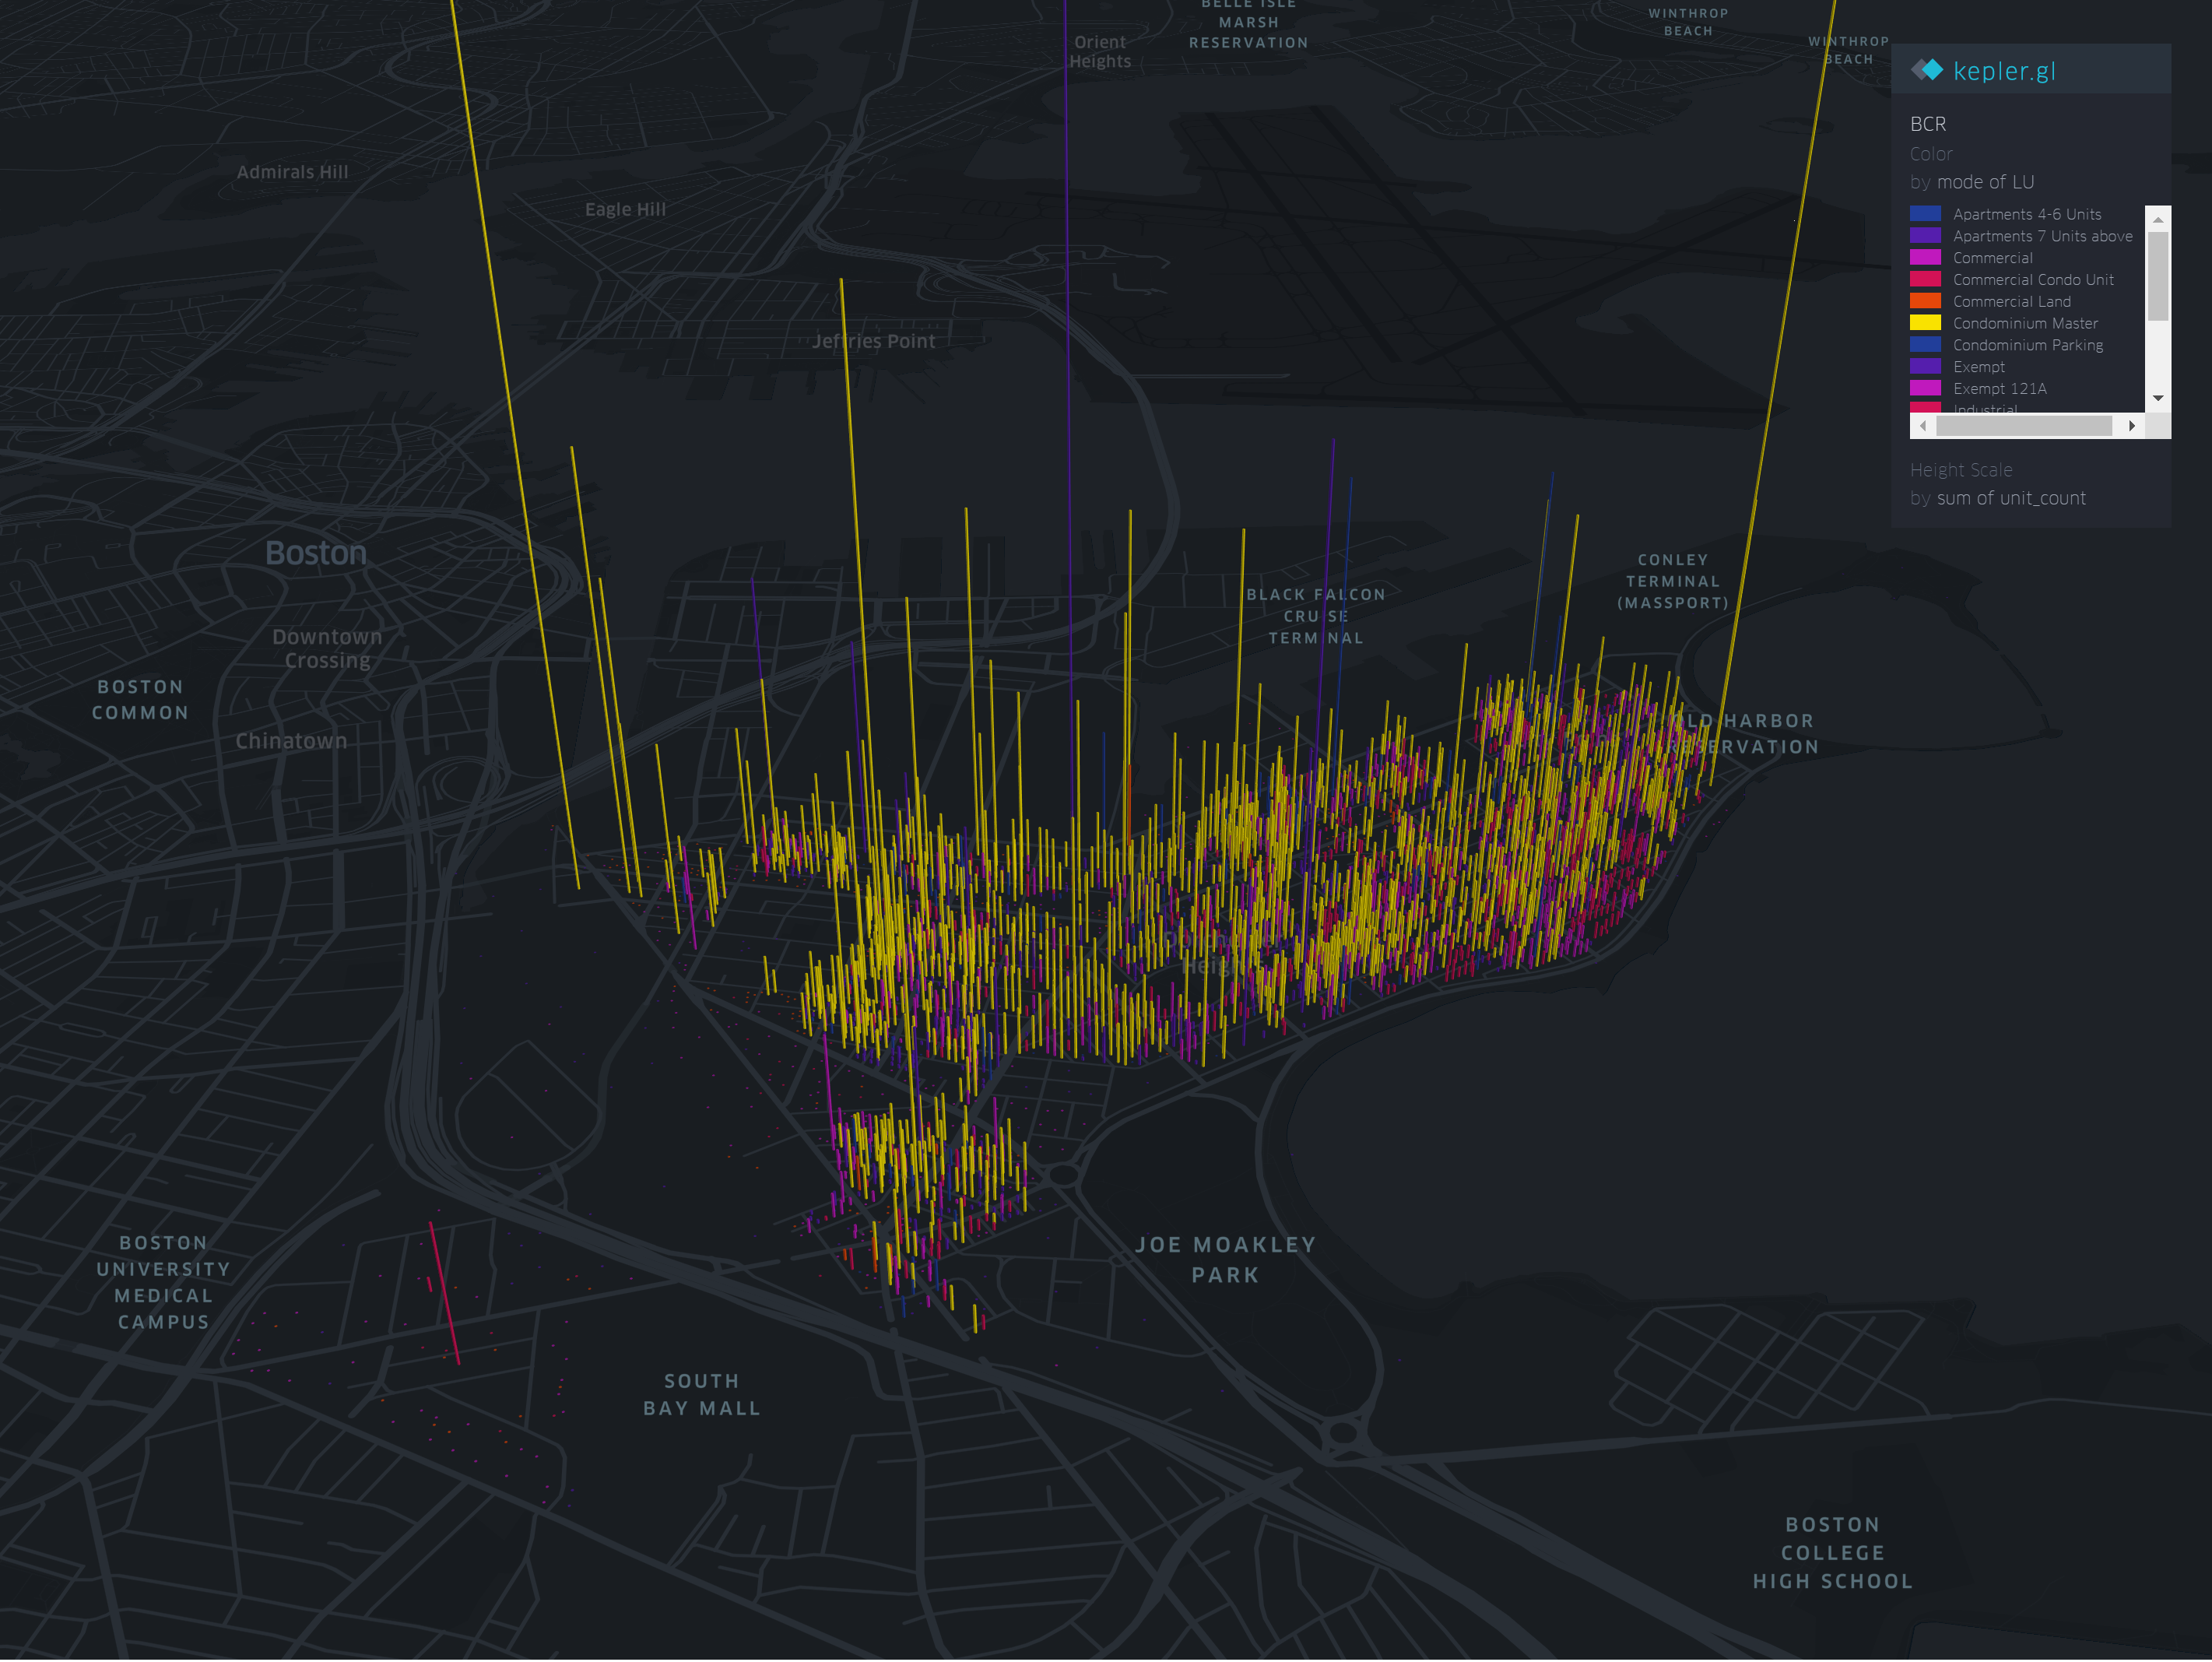 BELLE ISLE
MARSH
RESERVATION
WINTHROP
BEACH
Orient
Heights
WINTHROP
BEACH
kepler.gl
BCR
Color
by mode of LU
Apartments 4-6 Units
Apartments 7 Units above
Commercial
Commercial Condo Unit
Commercial Land
Condominium Master
Condominium Parking
Exempt
Exempt 121A
Industrial
Height Scale
by sum of unit_count
Admirals Hill
Eagle Hill
Jeffries Point
Boston
CONLEY
TERMINAL
(MASSPORT)
BLACK FALCON
CRUISE
TERMINAL
Downtown
Crossing
BOSTON
COMMON
Chinatown
OLD HARBOR
RESERVATION
Dorchester
Heights
BOSTON
UNIVERSITY
MEDICAL
CAMPUS
JOE MOAKLEY
PARK
SOUTH
BAY MALL
BOSTON
COLLEGE
HIGH SCHOOL